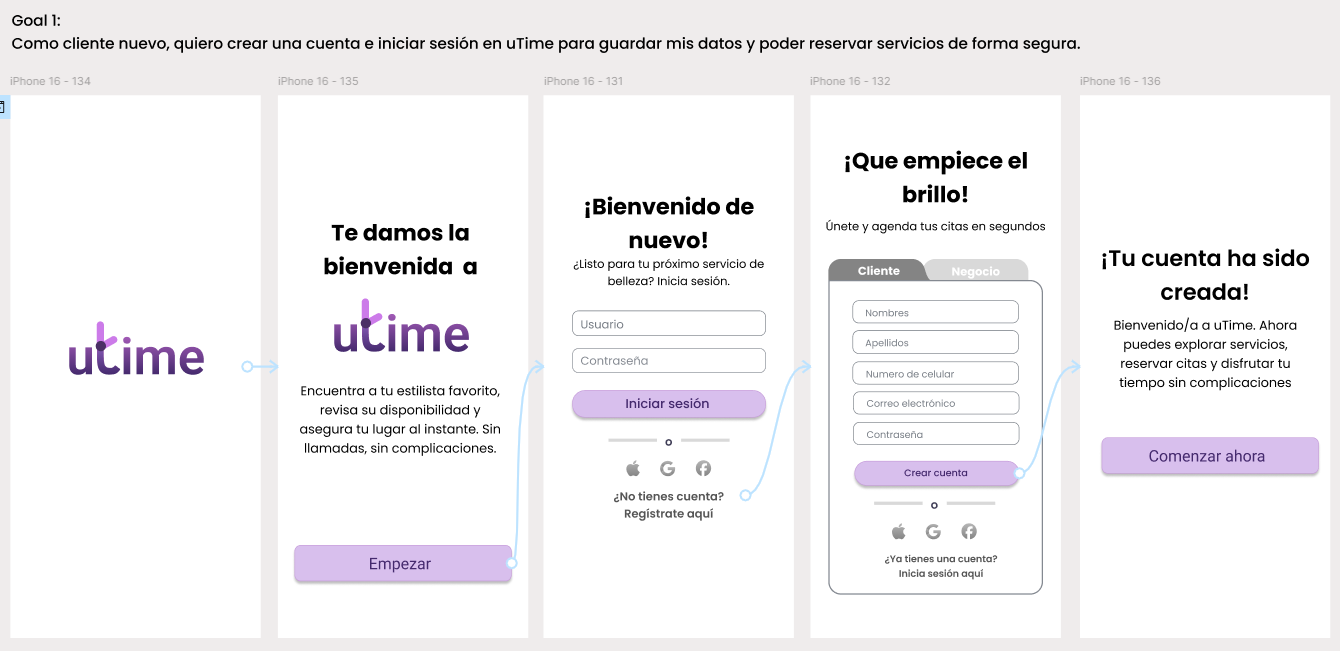 Goal 1:
Como cliente nuevo, quiero crear una cuenta e iniciar sesión en uTime para guardar mis datos y poder reservar servicios de forma segura.
iPhone 16 - 134
utime
iPhone 16 - 135
Te damos la
bienvenida a
utime
Encuentra a tu estilista favorito,
revisa su disponibilidad y
asegura tu lugar al instante. Sin
llamadas, sin complicaciones.
Empezar
iPhone 16 - 131
¡Bienvenido de
nuevo!
¿Listo para tu próximo servicio de
belleza? Inicia sesión.
Usuario
Contraseña
Iniciar sesión
o
¿No tienes cuenta?
Regístrate aquí
iPhone 16 - 132
¡Que empiece el
brillo!
Únete y agenda tus citas en segundos
Cliente
Negocio
Nombres
Apellidos
Numero de celular
Correo electrónico
Contraseña
Crear cuenta
o
¿Ya tienes una cuenta?
Inicia sesión aquí
iPhone 16 - 136
¡Tu cuenta ha sido
creada!
Bienvenido/a a uTime. Ahora
puedes explorar servicios,
reservar citas y disfrutar tu
tiempo sin complicaciones
Comenzar ahora